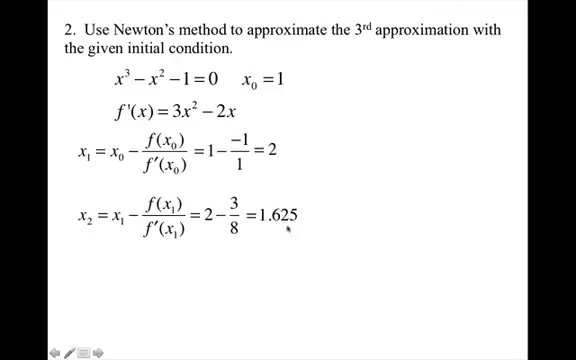 2. Use Newton's method to approximate the 3rd approximation with
the given initial condition.
x³ − x² − 1 = 0 x₀ = 1
f'(x) = 3x² − 2x
x₁ = x₀ − f(x₀)/f′(x₀) = 1 − −1/1 = 2
x₂ = x₁ − f(x₁)/f′(x₁) = 2 − 3/8 = 1.625